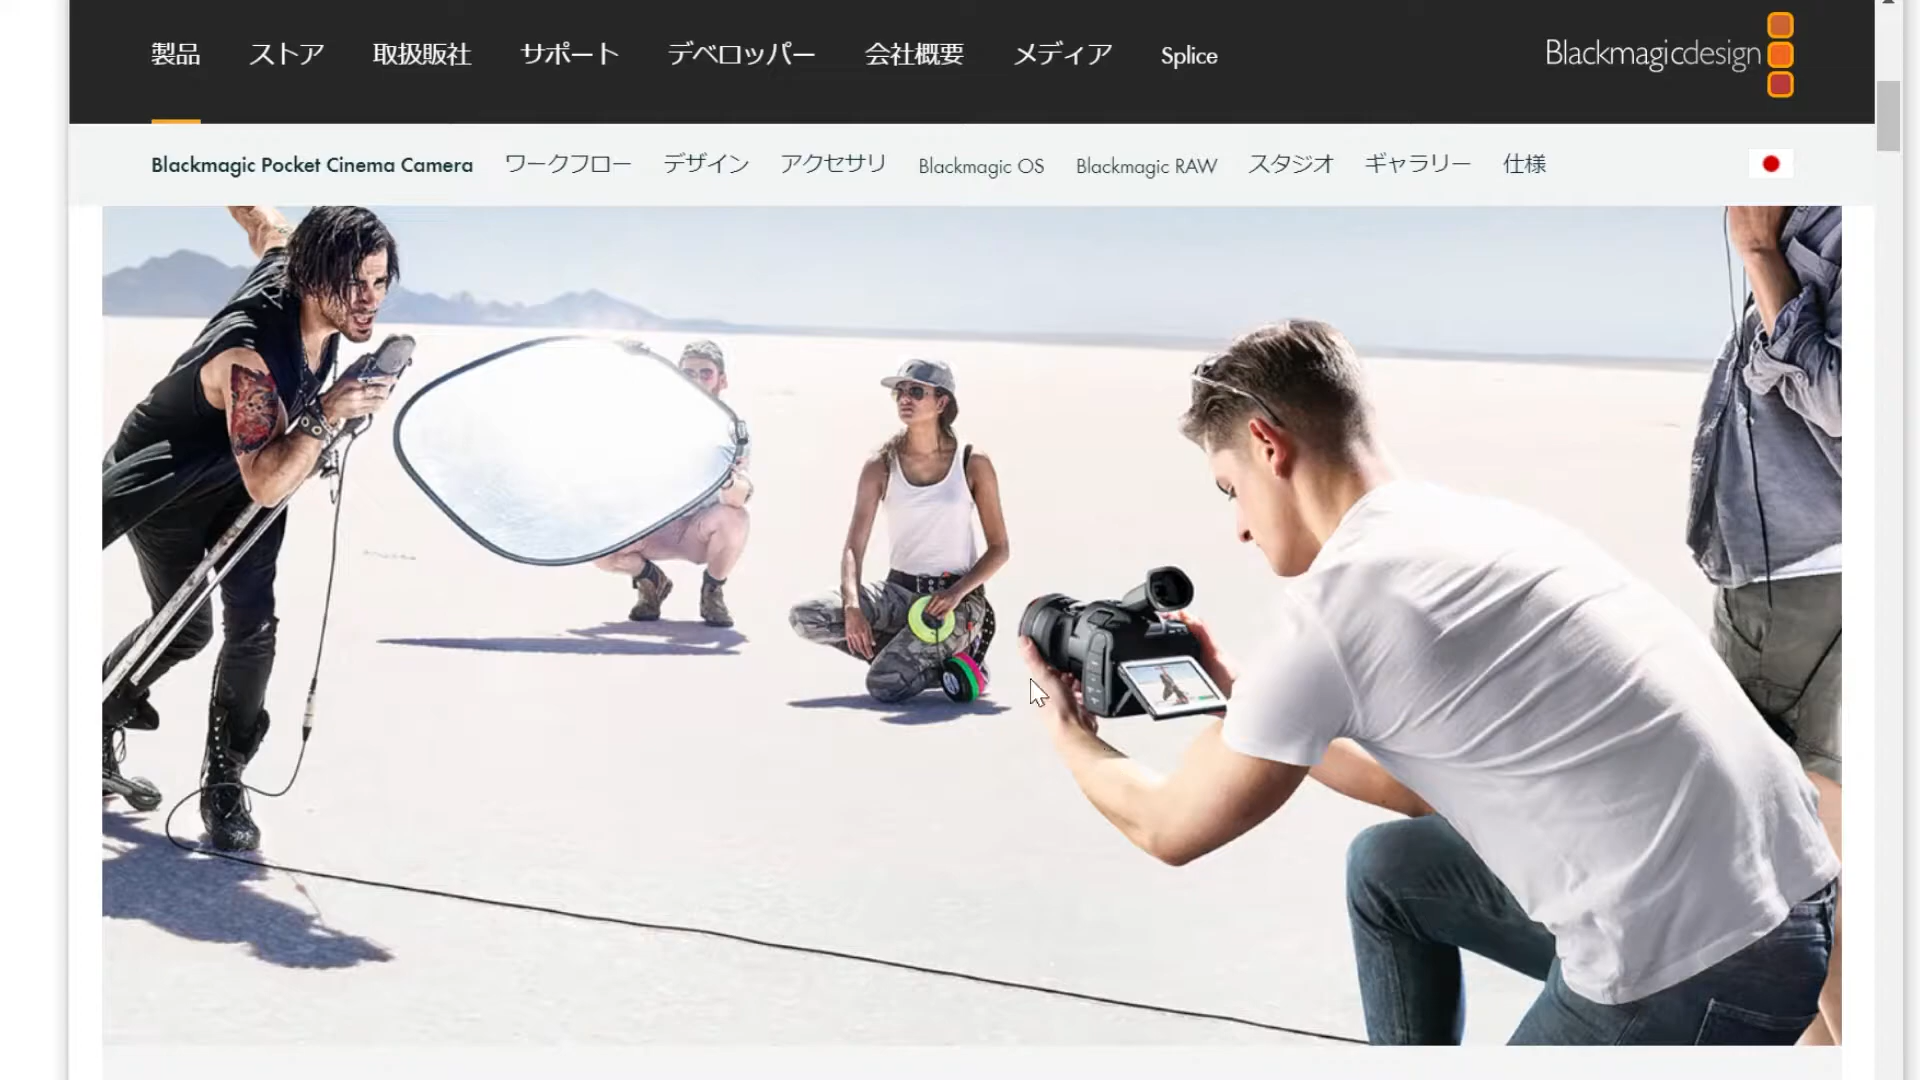 製品 ストア 取扱販社 サポート デベロッパー 会社概要 メディア Splice Blackmagicdesign
Blackmagic Pocket Cinema Camera ワークフロー デザイン アクセサリ Blackmagic OS Blackmagic RAW スタジオ ギャラリー 仕様